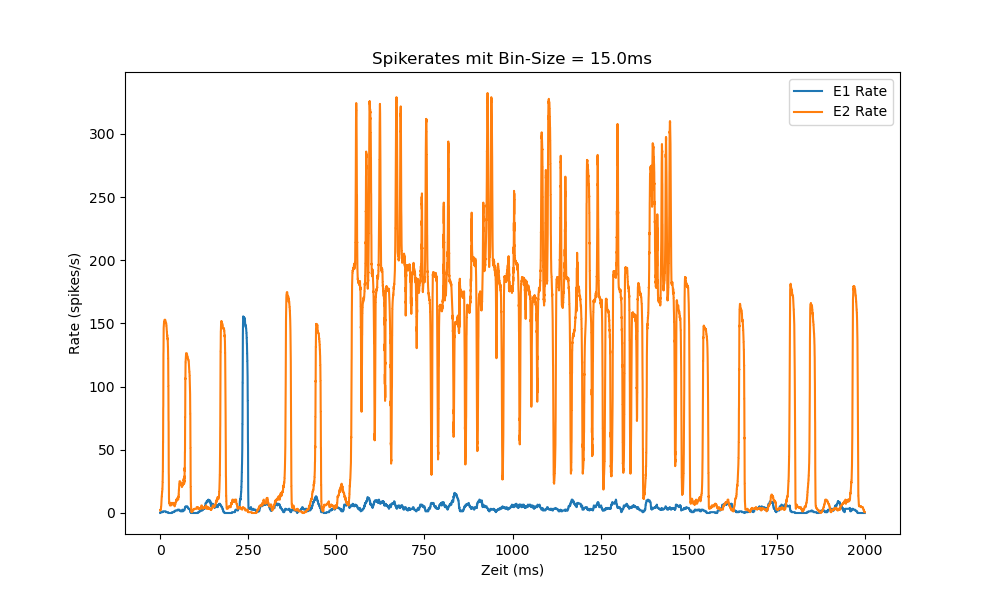 Spikerates mit Bin-Size = 15.0ms
E1 Rate
E2 Rate
Rate (spikes/s)
300
250
200
150
100
50
0
0 250 500 750 1000 1250 1500 1750 2000
Zeit (ms)